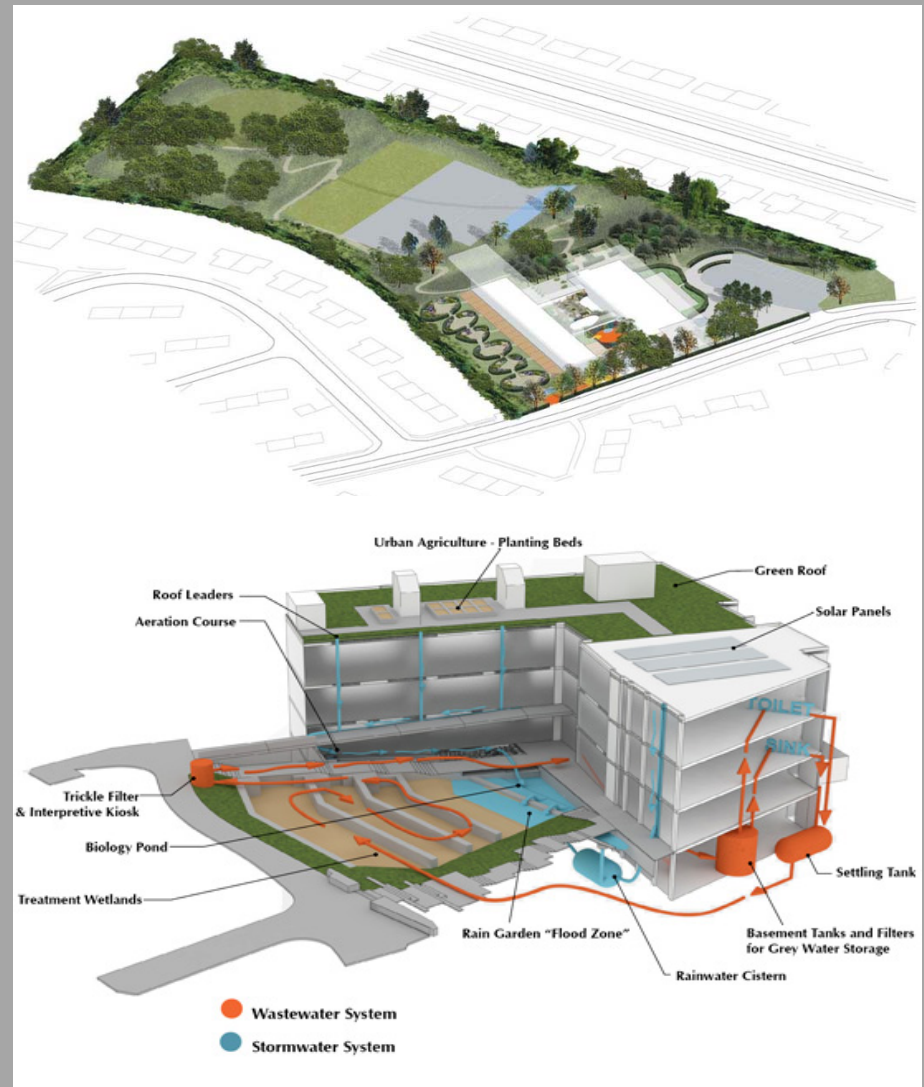 Urban Agriculture - Planting Beds
Green Roof
Roof Leaders
Solar Panels
Aeration Course
TOILET
SINK
Trickle Filter
& Interpretive Kiosk
Biology Pond
Settling Tank
Treatment Wetlands
Rain Garden “Flood Zone”
Basement Tanks and Filters
for Grey Water Storage
Rainwater Cistern
Wastewater System
Stormwater System